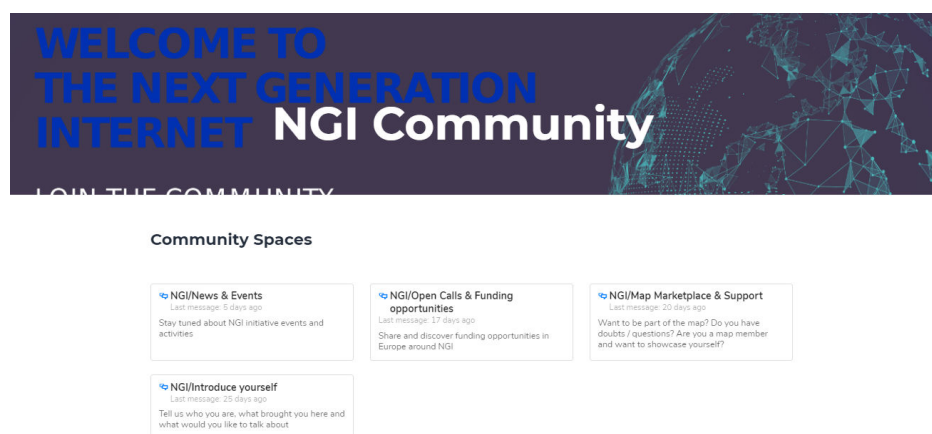 WELCOME TO
THE NEXT GENERATION
INTERNET
NGI Community
JOIN THE COMMUNITY
Community Spaces
NGI/News & Events
Last message: 5 days ago
Stay tuned about NGI initiative events and
activities
NGI/Open Calls & Funding
opportunities
Last message: 17 days ago
Share and discover funding opportunities in
Europe around NGI
NGI/Map Marketplace & Support
Last message: 20 days ago
Want to be part of the map? Do you have
doubts / questions? Are you a map member
and want to showcase yourself?
NGI/Introduce yourself
Last message: 25 days ago
Tell us who you are, what brought you here and
what would you like to talk about